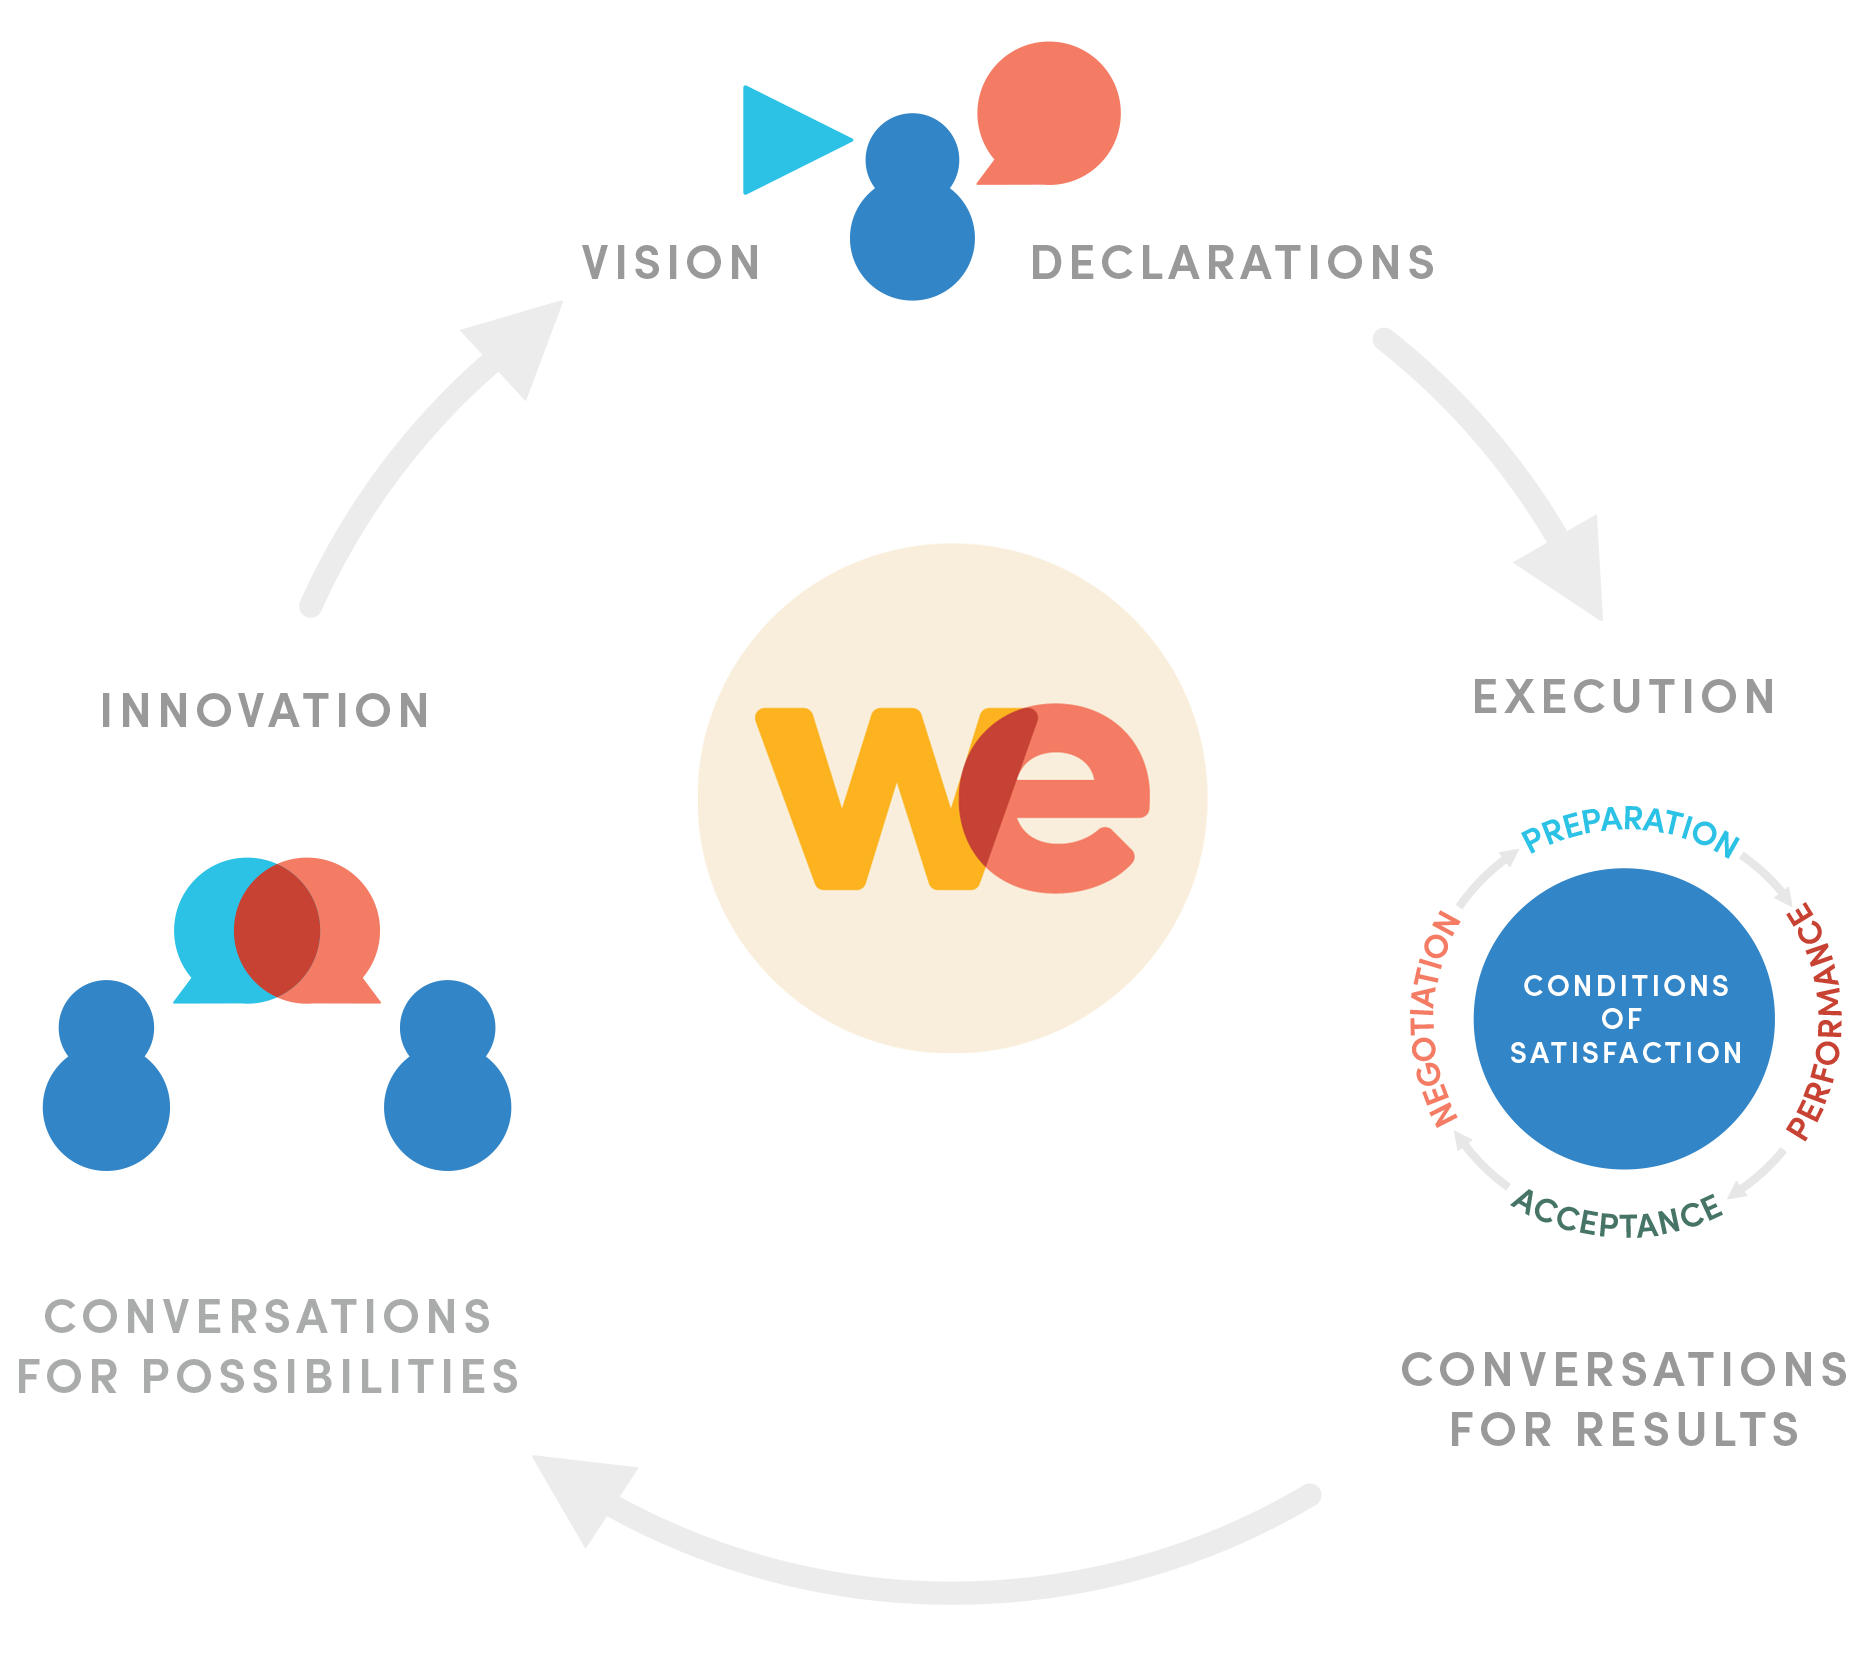 VISION
DECLARATIONS
INNOVATION
EXECUTION
we
PREPARATION
PERFORMANCE
ACCEPTANCE
NEGOTIATION
CONDITIONS
OF
SATISFACTION
CONVERSATIONS
FOR POSSIBILITIES
CONVERSATIONS
FOR RESULTS